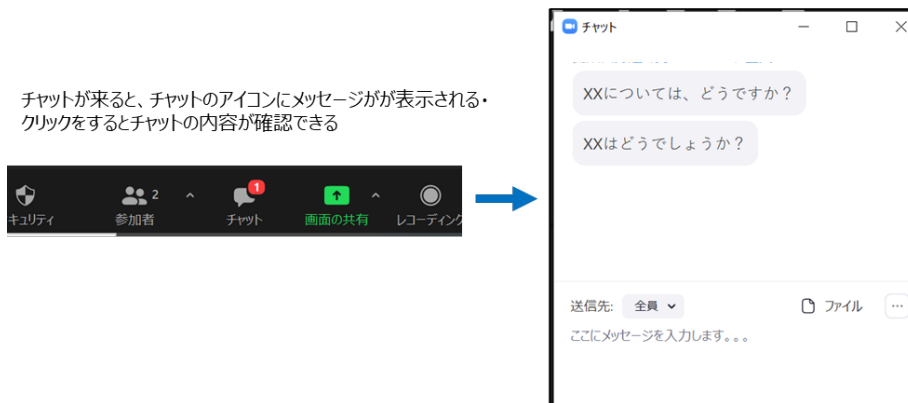 チャット
チャットが来ると、チャットのアイコンにメッセージがが表示される・
クリックをするとチャットの内容が確認できる
XXについては、どうですか？
XXはどうでしょうか？
2
1
キュリティ
参加者
チャット
画面の共有
レコーディング
送信先: 全員
ファイル
ここにメッセージを入力します。。。